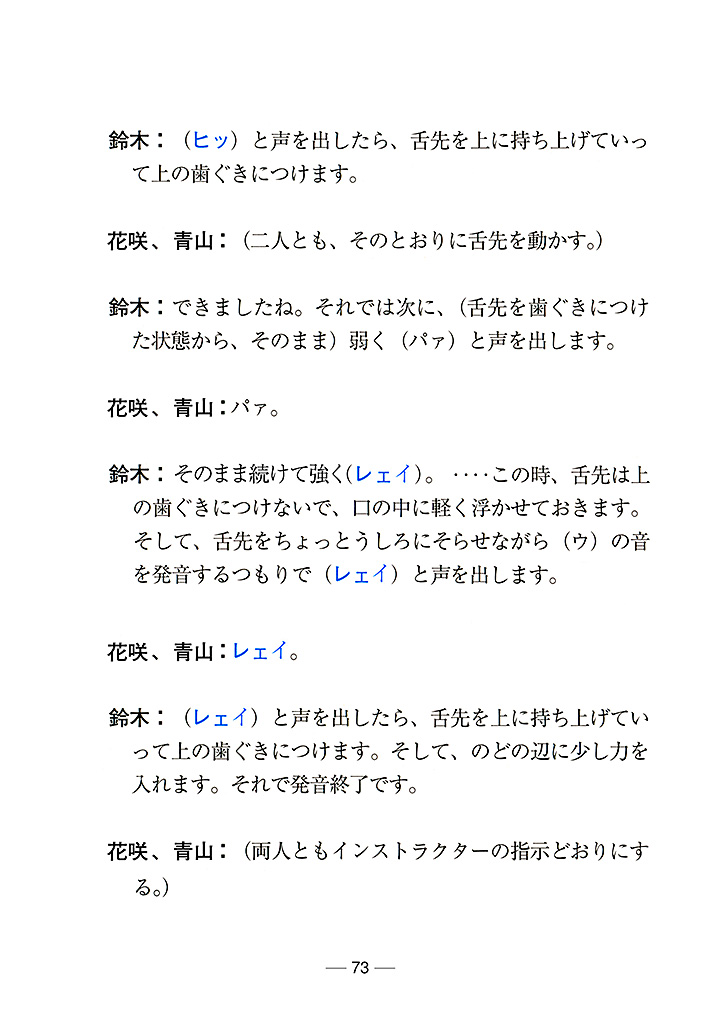 鈴木：（ヒッ）と声を出したら、舌先を上に持ち上げていっ
て上の歯ぐきにつけます。
花咲、青山：（二人とも、そのとおりに舌先を動かす。）
鈴木：できましたね。それでは次に、（舌先を歯ぐきにつけ
た状態から、そのまま）弱く（パァ）と声を出します。
花咲、青山：パァ。
鈴木：そのまま続けて強く（レェイ）。‥‥この時、舌先は上
の歯ぐきにつけないで、口の中に軽く浮かせておきます。
そして、舌先をちょっとうしろにそらせながら（ウ）の音
を発音するつもりで（レェイ）と声を出します。
花咲、青山：レェイ。
鈴木：（レェイ）と声を出したら、舌先を上に持ち上げてい
って上の歯ぐきにつけます。そして、のどの辺に少し力を
入れます。それで発音終了です。
花咲、青山：（両人ともインストラクターの指示どおりにす
る。）
― 73 ―